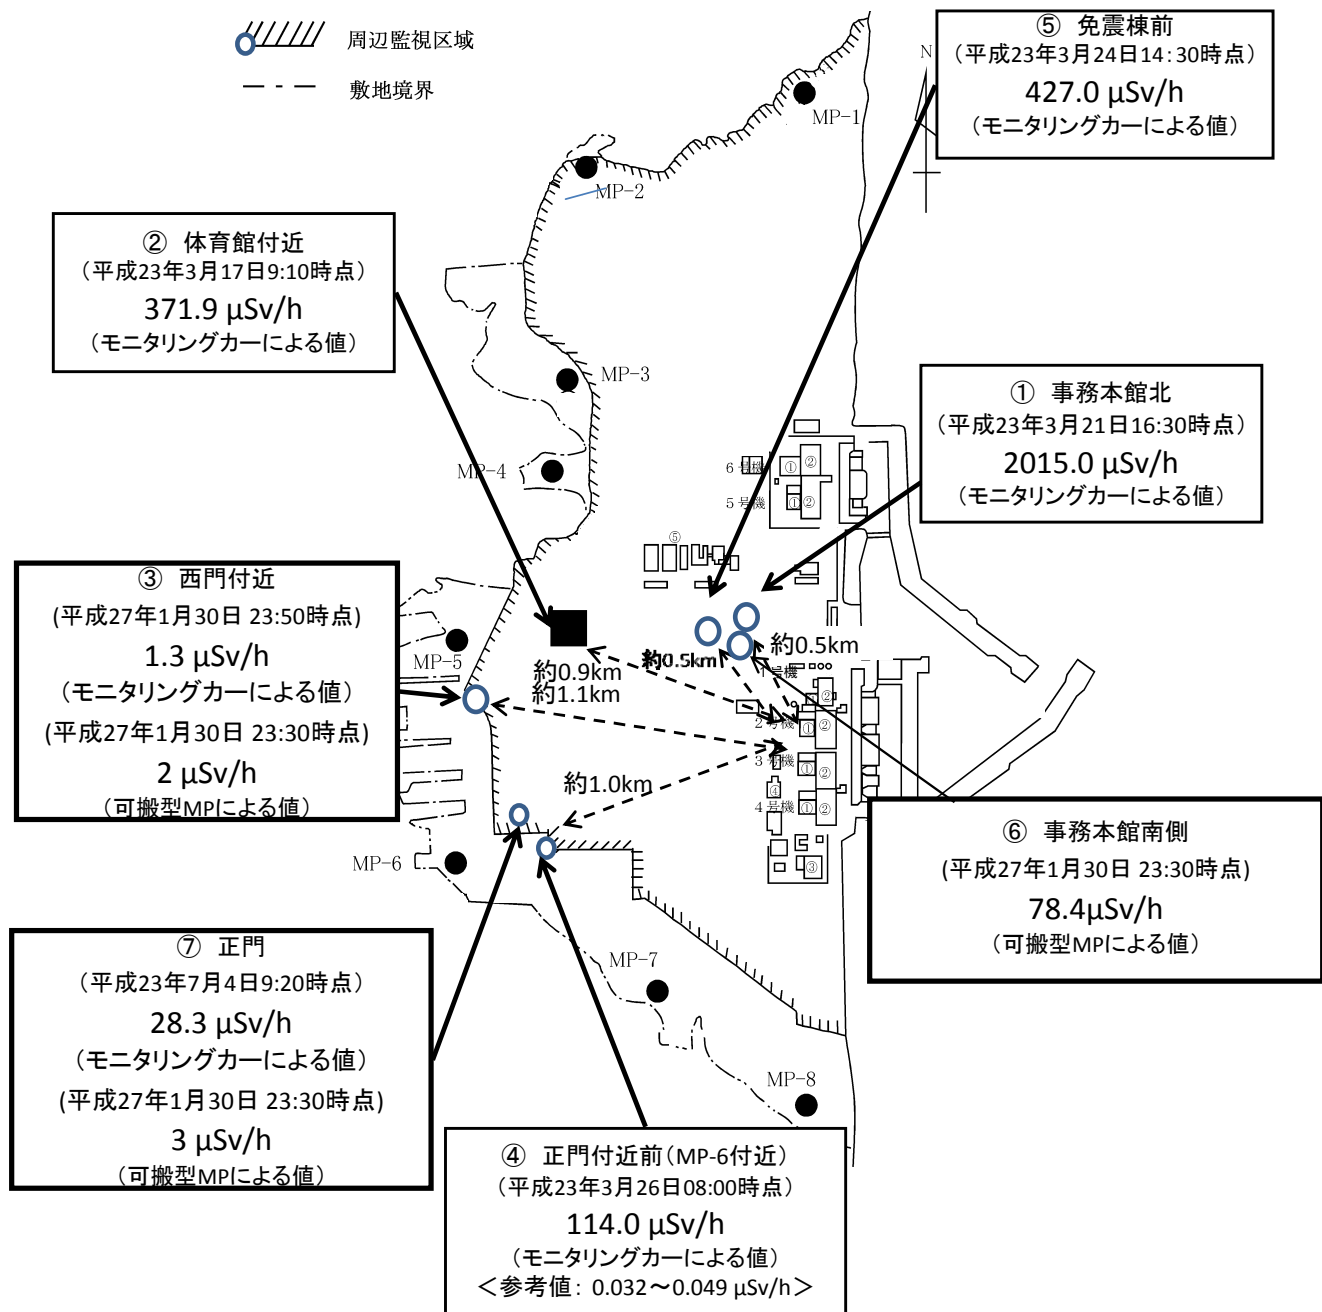 周辺監視区域
敷地境界
⑤ 免震棟前
(平成23年3月24日14:30時点)
427.0 μSv/h
(モニタリングカーによる値)
N
MP-1
MP-2
② 体育館付近
(平成23年3月17日9:10時点)
371.9 μSv/h
(モニタリングカーによる値)
MP-3
MP-4
① 事務本館北
(平成23年3月21日16:30時点)
2015.0 μSv/h
(モニタリングカーによる値)
6号機
①
②
5号機
①
②
⑤
③ 西門付近
(平成27年1月30日 23:50時点)
1.3 μSv/h
(モニタリングカーによる値)
(平成27年1月30日 23:30時点)
2 μSv/h
(可搬型MPによる値)
MP-5
約0.9km
約1.1km
約0.5km
約0.5km
1号機
②
2号機
①
②
3号機
①
②
④
4号機
①
②
③
約1.0km
MP-6
⑥ 事務本館南側
(平成27年1月30日 23:30時点)
78.4μSv/h
(可搬型MPによる値)
⑦ 正門
(平成23年7月4日9:20時点)
28.3 μSv/h
(モニタリングカーによる値)
(平成27年1月30日 23:30時点)
3 μSv/h
(可搬型MPによる値)
MP-7
MP-8
④ 正門付近前(MP-6付近)
(平成23年3月26日08:00時点)
114.0 μSv/h
(モニタリングカーによる値)
<参考値: 0.032～0.049 μSv/h>